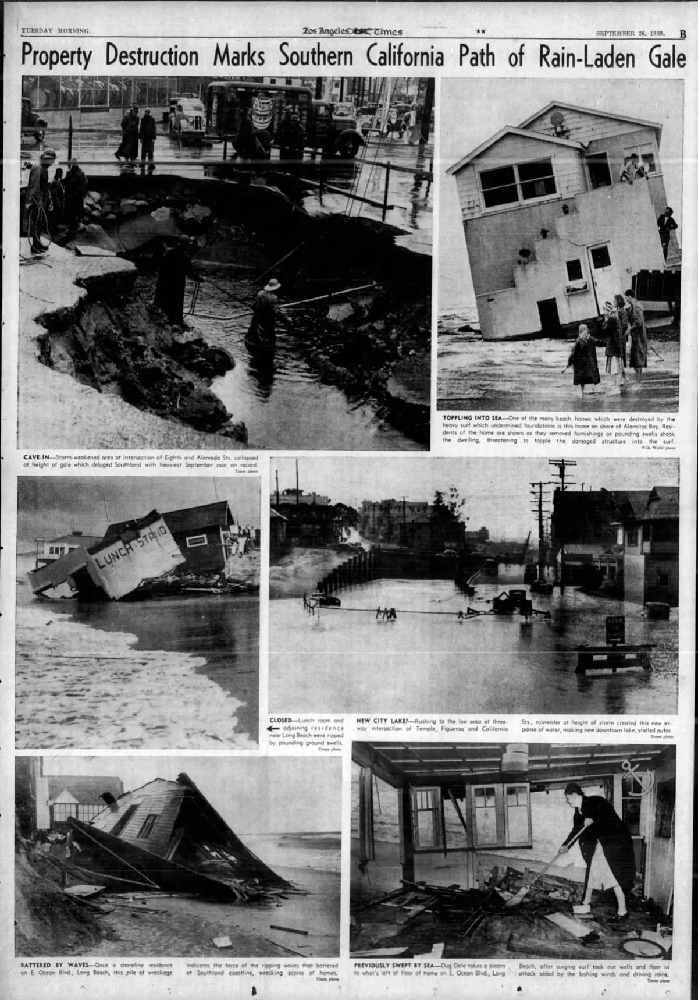 TUESDAY MORNING.
Los Angeles Times
★★
SEPTEMBER 26, 1939.
B
Property Destruction Marks Southern California Path of Rain-Laden Gale
TOPPLING INTO SEA—One of the many beach homes which were destroyed by the
heavy surf which undermined foundations is this home on shore of Alamitos Bay. Resi-
dents of the home are shown as they removed furnishings as pounding swells shook
the dwelling, threatening to topple the damaged structure into the surf.
Wide World photo
CAVE-IN—Storm-weakened area at intersection of Eighth and Alameda Sts. collapsed
at height of gale which deluged Southland with heaviest September rain on record.
Times photo
LUNCH STAND
KEEP
TO
CLOSED—Lunch room and
adjoining residence
near Long Beach were ripped
by pounding ground swells.
Times photo
NEW CITY LAKE?—Rushing to the low area at three-
way intersection of Temple, Figueroa and California
Sts., rainwater at height of storm created this new ex-
panse of water, making new downtown lake, stalled autos.
Times photo
BATTERED BY WAVES—Once a shoreline residence
on E. Ocean Blvd., Long Beach, this pile of wreckage
indicates the force of the ripping waves that battered
at Southland coastline, wrecking scores of homes.
Times photo
PREVIOUSLY SWEPT BY SEA—Dug Dale takes a broom
to what's left of floor of home on E. Ocean Blvd., Long
Beach, after surging surf took out walls and floor in
attack aided by the lashing winds and driving rains.
Times photo